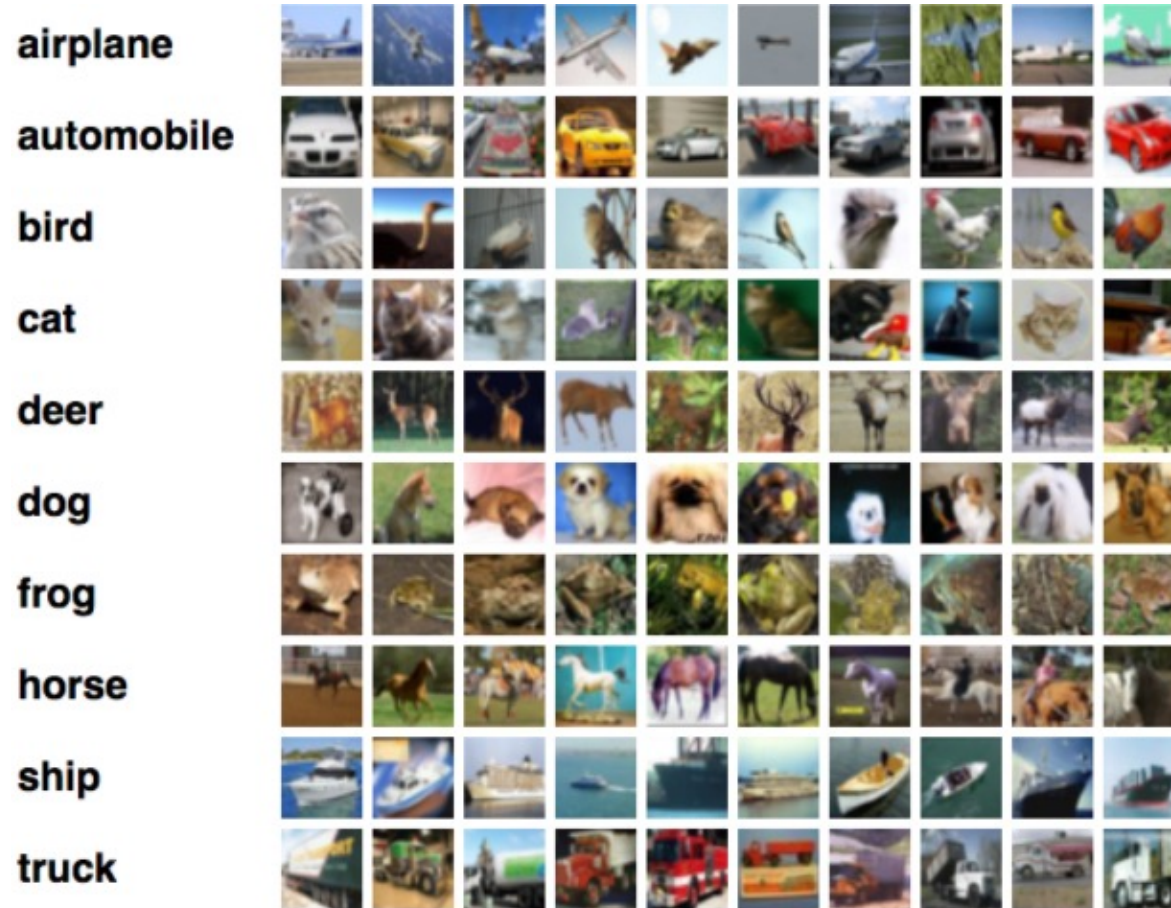 airplane
automobile
bird
cat
deer
dog
frog
horse
ship
truck